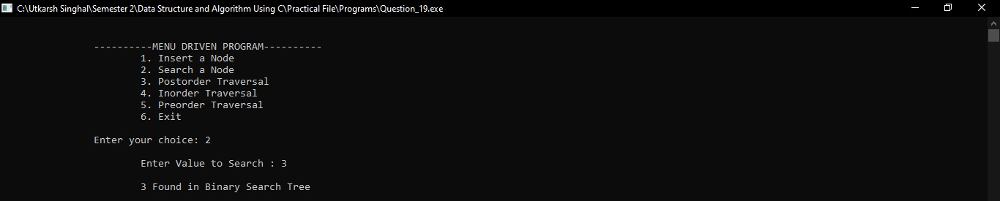 C:\Utkarsh Singhal\Semester 2\Data Structure and Algorithm Using C\Practical File\Programs\Question_19.exe
----------MENU DRIVEN PROGRAM----------
1. Insert a Node
2. Search a Node
3. Postorder Traversal
4. Inorder Traversal
5. Preorder Traversal
6. Exit
Enter your choice: 2
Enter Value to Search : 3
3 Found in Binary Search Tree